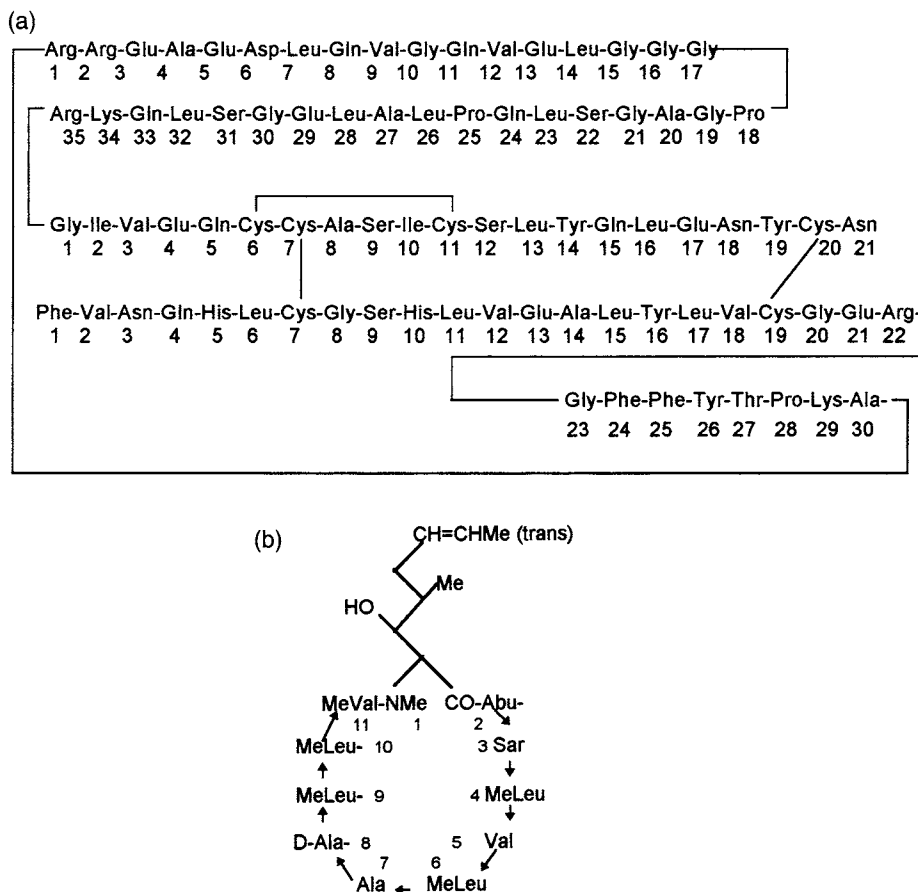 (a)
Arg-Arg-Glu-Ala-Glu-Asp-Leu-Gln-Val-Gly-Gln-Val-Glu-Leu-Gly-Gly-Gly
1 2 3 4 5 6 7 8 9 10 11 12 13 14 15 16 17
Arg-Lys-Gln-Leu-Ser-Gly-Glu-Leu-Ala-Leu-Pro-Gln-Leu-Ser-Gly-Ala-Gly-Pro
35 34 33 32 31 30 29 28 27 26 25 24 23 22 21 20 19 18
Gly-Ile-Val-Glu-Gln-Cys-Cys-Ala-Ser-Ile-Cys-Ser-Leu-Tyr-Gln-Leu-Glu-Asn-Tyr-Cys-Asn
1 2 3 4 5 6 7 8 9 10 11 12 13 14 15 16 17 18 19 20 21
Phe-Val-Asn-Gln-His-Leu-Cys-Gly-Ser-His-Leu-Val-Glu-Ala-Leu-Tyr-Leu-Val-Cys-Gly-Glu-Arg-
1 2 3 4 5 6 7 8 9 10 11 12 13 14 15 16 17 18 19 20 21 22
Gly-Phe-Phe-Tyr-Thr-Pro-Lys-Ala-
23 24 25 26 27 28 29 30
(b)
CH=CHMe (trans)
Me
HO
MeVal-NMe CO-Abu-
11 1 2
MeLeu- 10 3 Sar
MeLeu- 9 4 MeLeu
D-Ala- 8 5 Val
7 6
Ala MeLeu